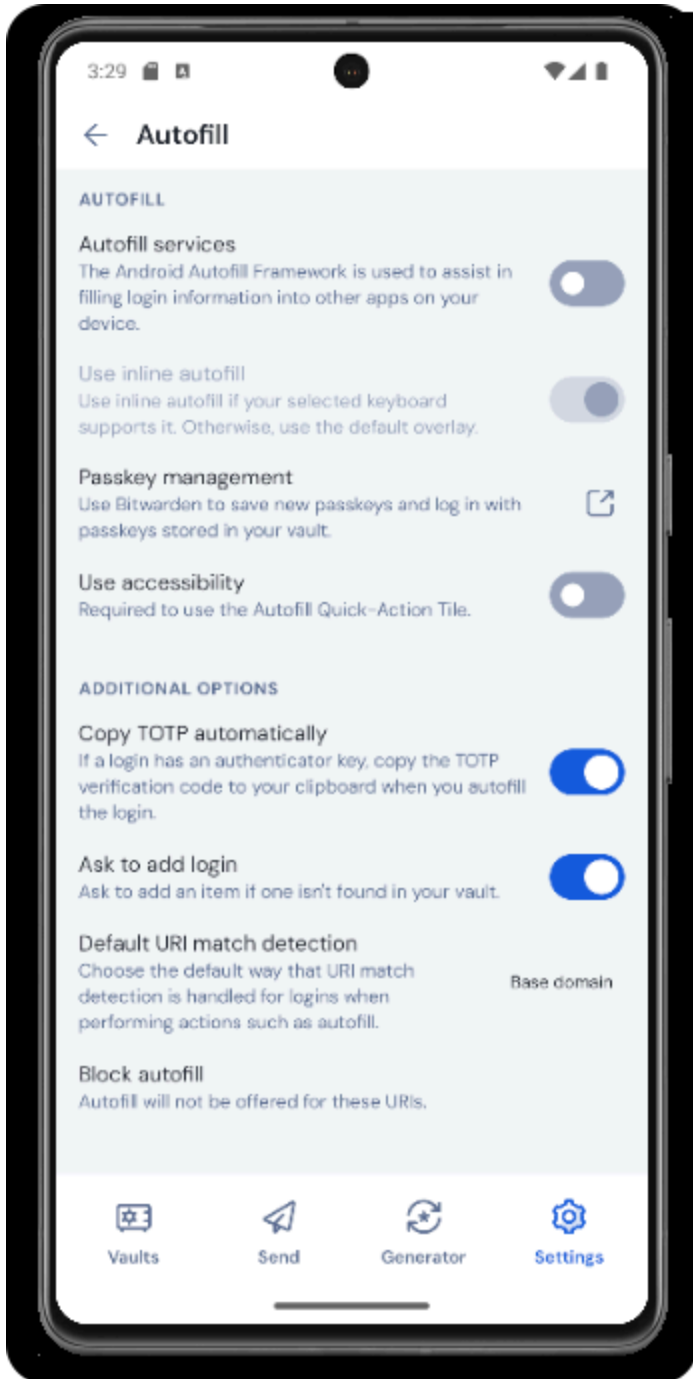 3:29
Autofill
AUTOFILL
Autofill services
The Android Autofill Framework is used to assist in
filling login information into other apps on your
device.
Use inline autofill
Use inline autofill if your selected keyboard
supports it. Otherwise, use the default overlay.
Passkey management
Use Bitwarden to save new passkeys and log in with
passkeys stored in your vault.
Use accessibility
Required to use the Autofill Quick-Action Tile.
ADDITIONAL OPTIONS
Copy TOTP automatically
If a login has an authenticator key, copy the TOTP
verification code to your clipboard when you autofill
the login.
Ask to add login
Ask to add an item if one isn't found in your vault.
Default URI match detection
Choose the default way that URI match
detection is handled for logins when
performing actions such as autofill.
Base domain
Block autofill
Autofill will not be offered for these URIs.
Vaults
Send
Generator
Settings